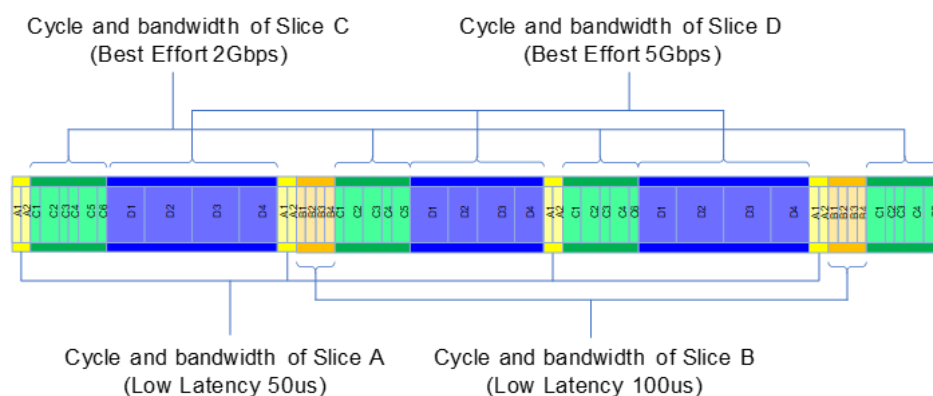 Cycle and bandwidth of Slice C
(Best Effort 2Gbps)
Cycle and bandwidth of Slice D
(Best Effort 5Gbps)
A1 A2 C1 C2 C3 C4 C5 C6 D1 D2 D3 D4 A1 A2 B1 B2 B3 B4 C1 C2 C3 C4 C5 D1 D2 D3 D4 A1 A2 C1 C2 C3 C4 C6 D1 D2 D3 D4 A1 A2 B1 B2 B3 B4 C1 C2 C3 C4
Cycle and bandwidth of Slice A
(Low Latency 50us)
Cycle and bandwidth of Slice B
(Low Latency 100us)